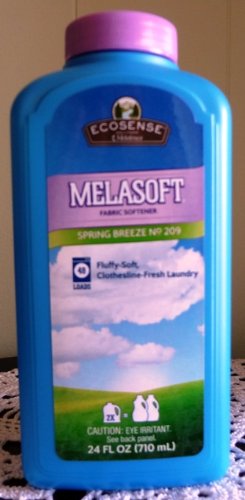 ECOSENSE
Melaleuca
MELASOFT®
FABRIC SOFTENER
SPRING BREEZE Nº 209
48
LOADS
Fluffy-Soft,
Clothesline-Fresh Laundry
2X =
CAUTION: EYE IRRITANT.
See back panel.
24 FL OZ (710 mL)